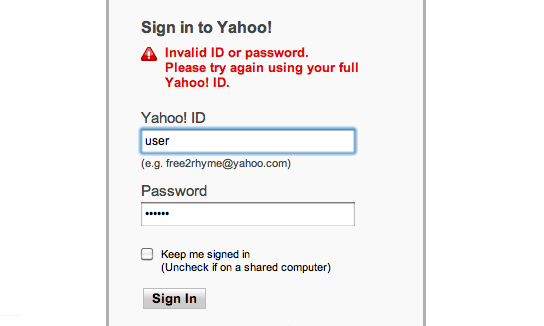 Sign in to Yahoo!
Invalid ID or password.
Please try again using your full
Yahoo! ID.
Yahoo! ID
user
(e.g. free2rhyme@yahoo.com)
Password
••••••
Keep me signed in
(Uncheck if on a shared computer)
Sign In